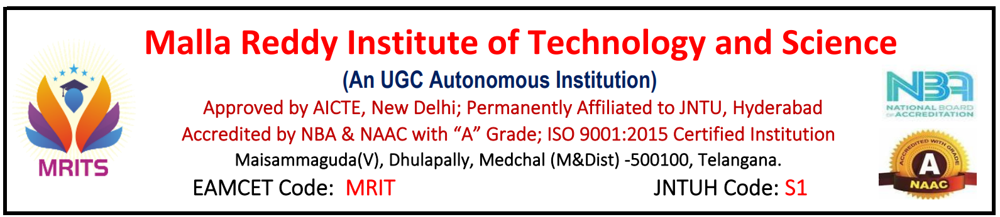 Malla Reddy Institute of Technology and Science
(An UGC Autonomous Institution)
Approved by AICTE, New Delhi; Permanently Affiliated to JNTU, Hyderabad
Accredited by NBA & NAAC with “A” Grade; ISO 9001:2015 Certified Institution
Maisammaguda(V), Dhulapally, Medchal (M&Dist) -500100, Telangana.
EAMCET Code:  MRIT
JNTUH Code: S1
MRITS
NBA
NATIONAL BOARD
OF ACCREDITATION
ACCREDITED WITH GRADE
A
NAAC